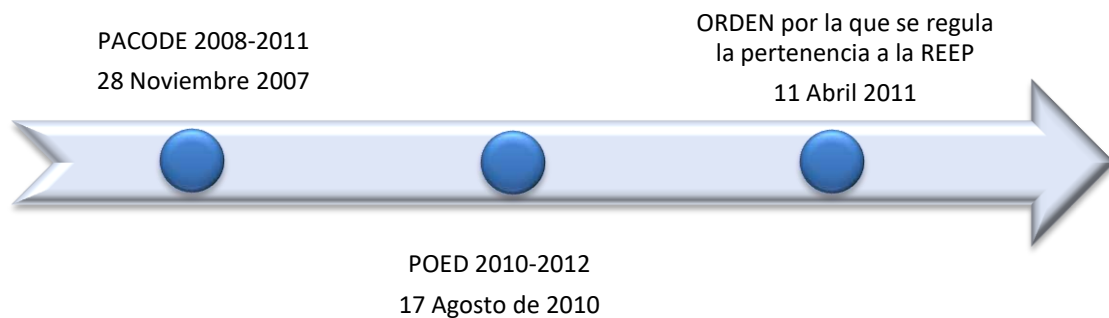 PACODE 2008-2011
28 Noviembre 2007
ORDEN por la que se regula
la pertenencia a la REEP
11 Abril 2011
POED 2010-2012
17 Agosto de 2010